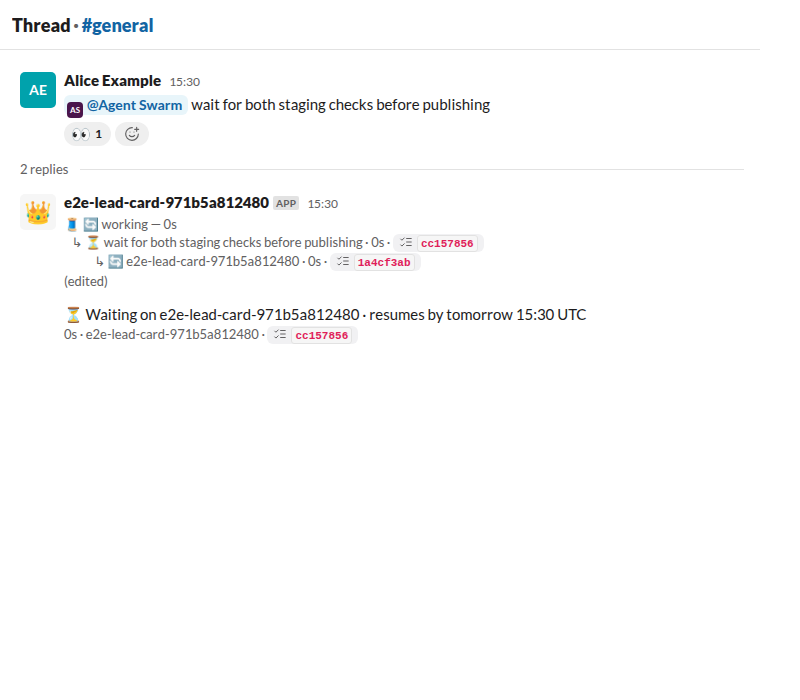 Thread · #general
AE
Alice Example 15:30
AS @Agent Swarm wait for both staging checks before publishing
👀 1
2 replies
e2e-lead-card-971b5a812480 APP 15:30
🧵 🔄 working — 0s
↳ ⏳ wait for both staging checks before publishing · 0s · cc157856
↳ 🔄 e2e-lead-card-971b5a812480 · 0s · 1a4cf3ab
(edited)
⏳ Waiting on e2e-lead-card-971b5a812480 · resumes by tomorrow 15:30 UTC
0s · e2e-lead-card-971b5a812480 · cc157856